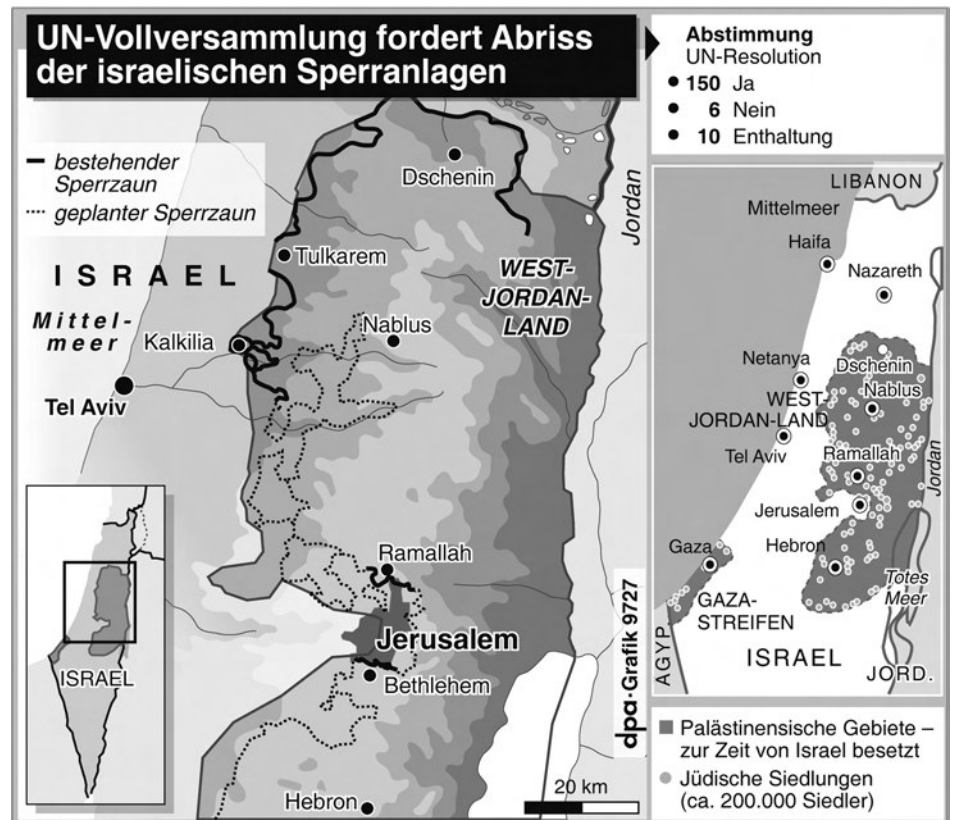 UN-Vollversammlung fordert Abriss
der israelischen Sperranlagen
bestehender
Sperrzaun
geplanter Sperrzaun
Dschenin
Jordan
Tulkarem
ISRAEL
WEST-
JORDAN-
LAND
Mittel-
meer
Kalkilia
Nablus
Tel Aviv
Ramallah
Jerusalem
Bethlehem
ISRAEL
Hebron
20 km
dpa·Grafik 9727
Abstimmung
UN-Resolution
150 Ja
6 Nein
10 Enthaltung
LIBANON
Mittelmeer
Haifa
Nazareth
Dschenin
Netanya
Nablus
WEST-
JORDAN-LAND
Tel Aviv
Ramallah
Jordan
Jerusalem
Gaza
Hebron
Totes
Meer
GAZA-
STREIFEN
AGYP.
ISRAEL
JORD.
Palästinensische Gebiete –
zur Zeit von Israel besetzt
Jüdische Siedlungen
(ca. 200.000 Siedler)